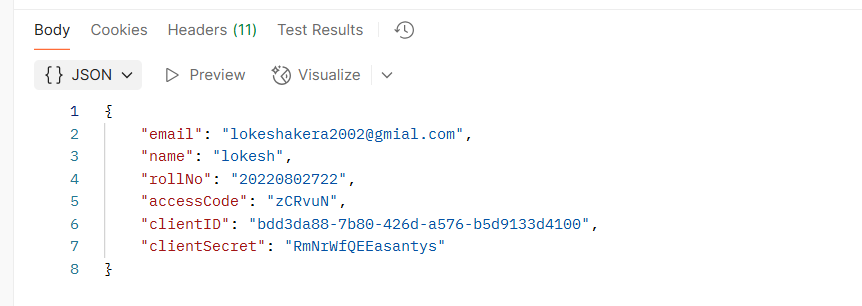 Body Cookies Headers (11) Test Results
{} JSON Preview Visualize
1 {
2 "email": "lokeshakera2002@gmial.com",
3 "name": "lokesh",
4 "rollNo": "20220802722",
5 "accessCode": "zCRvuN",
6 "clientID": "bdd3da88-7b80-426d-a576-b5d9133d4100",
7 "clientSecret": "RmNrWfQEEasantys"
8 }